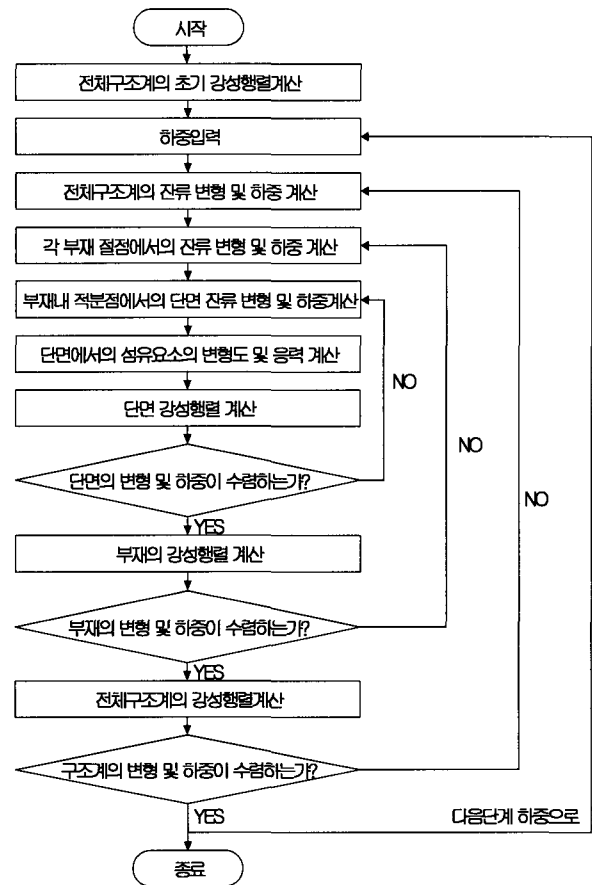 시작
전체구조계의 초기 강성행렬계산
하중입력
전체구조계의 잔류 변형 및 하중 계산
각 부재 절점에서의 잔류 변형 및 하중 계산
부재내 적분점에서의 단면 잔류 변형 및 하중계산
단면에서의 섬유요소의 변형도 및 응력 계산
NO
단면 강성행렬 계산
NO
단면의 변형 및 하중이 수렴하는가?
NO
YES
부재의 강성행렬 계산
부재의 변형 및 하중이 수렴하는가?
YES
전체구조계의 강성행렬계산
구조계의 변형 및 하중이 수렴하는가?
YES
다음단계 하중으로
종료